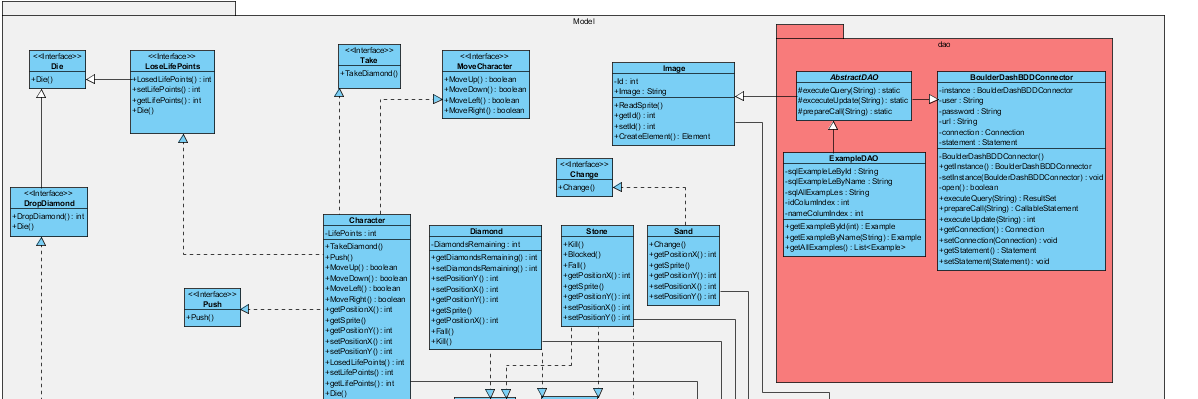 Model
<<Interface>>
Die
+Die()
<<Interface>>
LoseLifePoints
+LosedLifePoints() : int
+setLifePoints() : int
+getLifePoints() : int
+Die()
<<Interface>>
Take
+TakeDiamond()
<<Interface>>
MoveCharacter
+MoveUp() : boolean
+MoveDown() : boolean
+MoveLeft() : boolean
+MoveRight() : boolean
Image
-Id : int
+Image : String
+ReadSprite()
+getId() : int
+setId() : int
+CreateElement() : Element
dao
AbstractDAO
#executeQuery(String) : static
#excecuteUpdate(String) : static
#prepareCall(String) : static
BoulderDashBDDConnector
-instance : BoulderDashBDDConnector
-user : String
-password : String
-url : String
-connection : Connection
-statement : Statement
-BoulderDashBDDConnector()
+getInstance() : BoulderDashBDDConnector
-setInstance(BoulderDashBDDConnector) : void
-open() : boolean
+executeQuery(String) : ResultSet
+prepareCall(String) : CallableStatement
+executeUpdate(String) : int
+getConnection() : Connection
+setConnection(Connection) : void
+getStatement() : Statement
+setStatement(Statement) : void
ExampleDAO
-sqlExampleLeById : String
-sqlExampleLeByName : String
-sqlAllExampLes : String
-idColumnIndex : int
-nameColumnIndex : int
+getExampleById(int) : Example
+getExampleByName(String) : Example
+getAllExamples() : List<Example>
<<Interface>>
Change
+Change()
<<Interface>>
DropDiamond
+DropDiamond() : int
+Die()
<<Interface>>
Push
+Push()
Character
-LifePoints : int
+TakeDiamond()
+Push()
+MoveUp() : boolean
+MoveDown() : boolean
+MoveLeft() : boolean
+MoveRight() : boolean
+getPositionX() : int
+getSprite()
+getPositionY() : int
+setPositionX() : int
+setPositionY() : int
+LosedLifePoints() : int
+setLifePoints() : int
+getLifePoints() : int
+Die()
Diamond
-DiamondsRemaining : int
+getDiamondsRemaining() : int
+setDiamondsRemaining() : int
+setPositionY() : int
+setPositionX() : int
+getPositionY() : int
+getSprite()
+getPositionX() : int
+Fall()
+Kill()
Stone
+Kill()
+Blocked()
+Fall()
+getPositionX() : int
+getSprite()
+getPositionY() : int
+setPositionX() : int
+setPositionY() : int
Sand
+Change()
+getPositionX() : int
+getSprite()
+getPositionY() : int
+setPositionX() : int
+setPositionY() : int